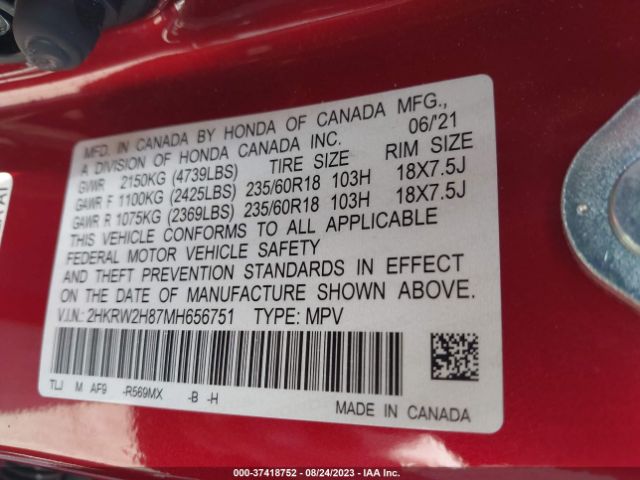 MFD. IN CANADA BY HONDA OF CANADA MFG.,
A DIVISION OF HONDA CANADA INC. 06/'21
GVWR 2150KG (4739LBS) TIRE SIZE RIM SIZE
GAWR F 1100KG (2425LBS) 235/60R18 103H 18X7.5J
GAWR R 1075KG (2369LBS) 235/60R18 103H 18X7.5J
THIS VEHICLE CONFORMS TO ALL APPLICABLE
FEDERAL MOTOR VEHICLE SAFETY
AND THEFT PREVENTION STANDARDS IN EFFECT
ON THE DATE OF MANUFACTURE SHOWN ABOVE.
V.I.N.: 2HKRW2H87MH656751 TYPE: MPV
TLJ M AF9 -R569MX -B -H
MADE IN CANADA
000-37418752 - 08/24/2023 - IAA Inc.